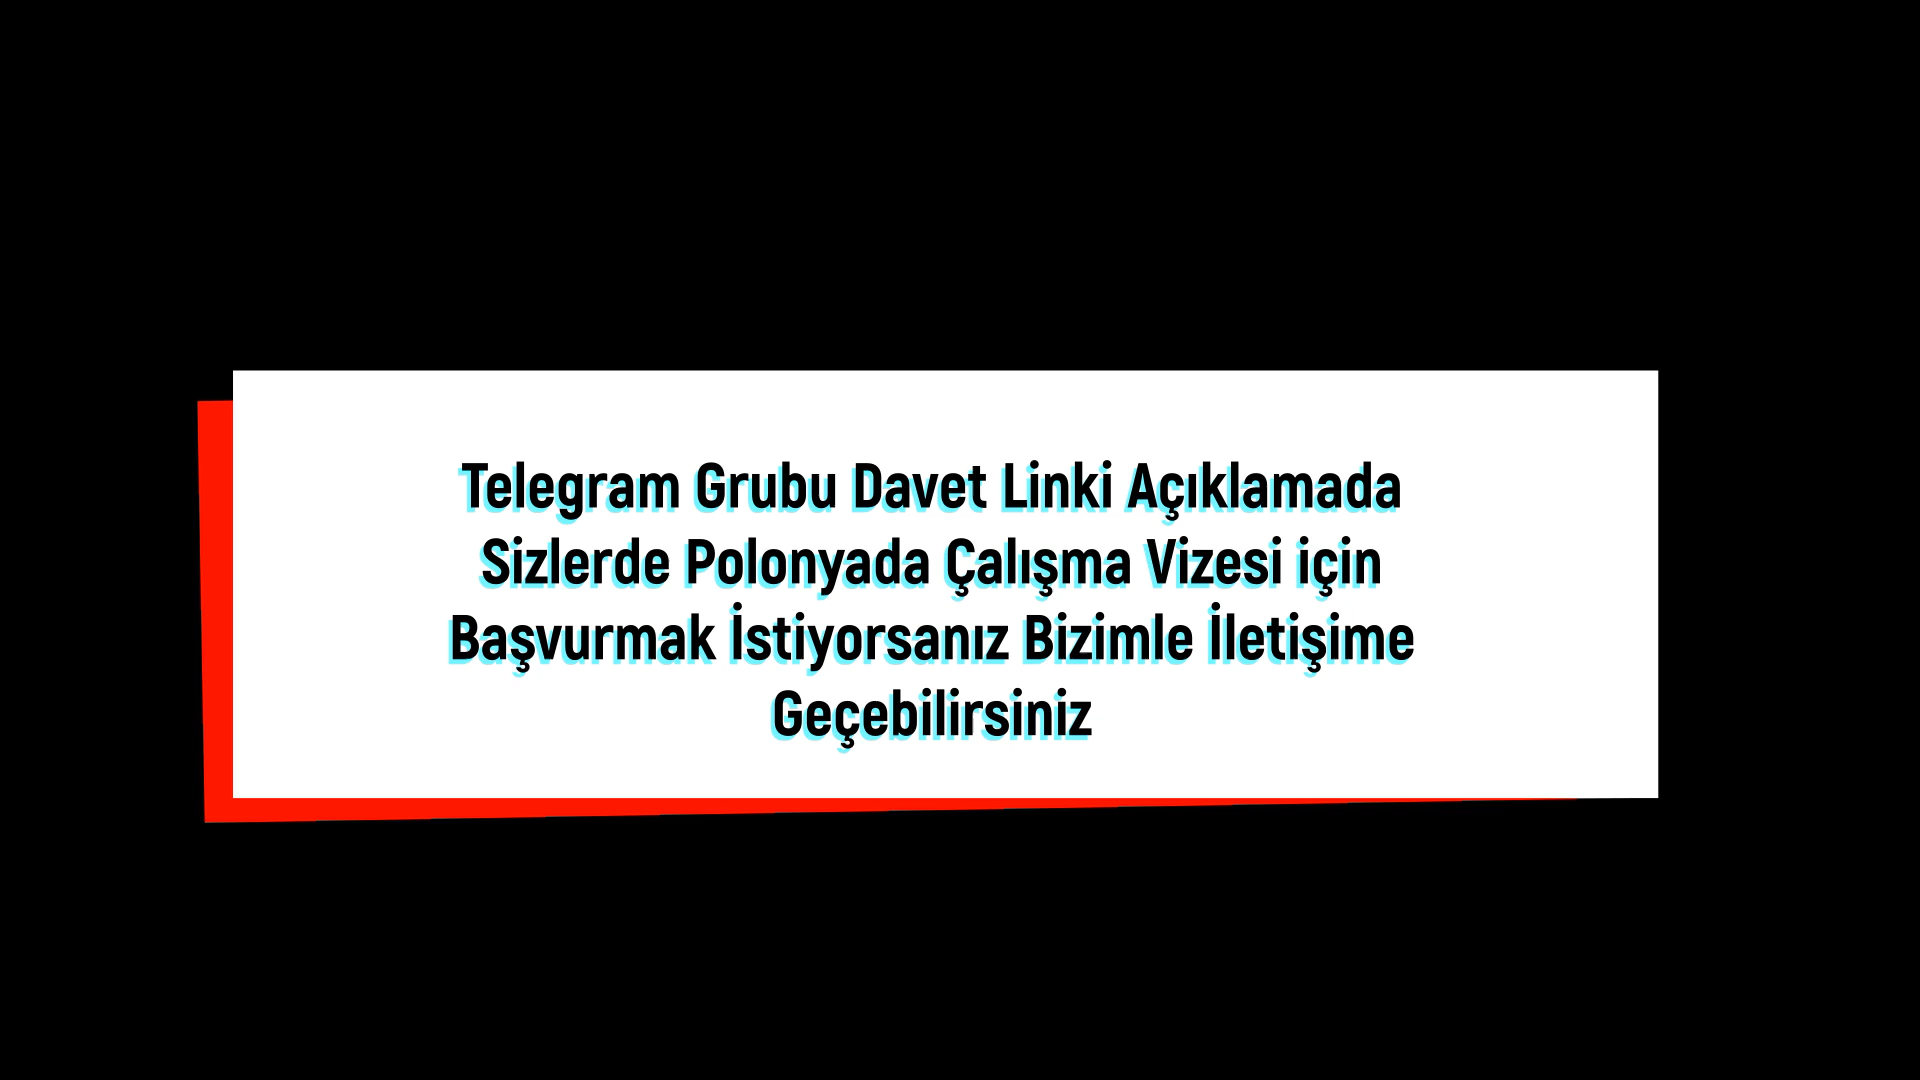 Telegram Grubu Davet Linki Açıklamada
Sizlerde Polonyada Çalışma Vizesi için
Başvurmak İstiyorsanız Bizimle İletişime
Geçebilirsiniz